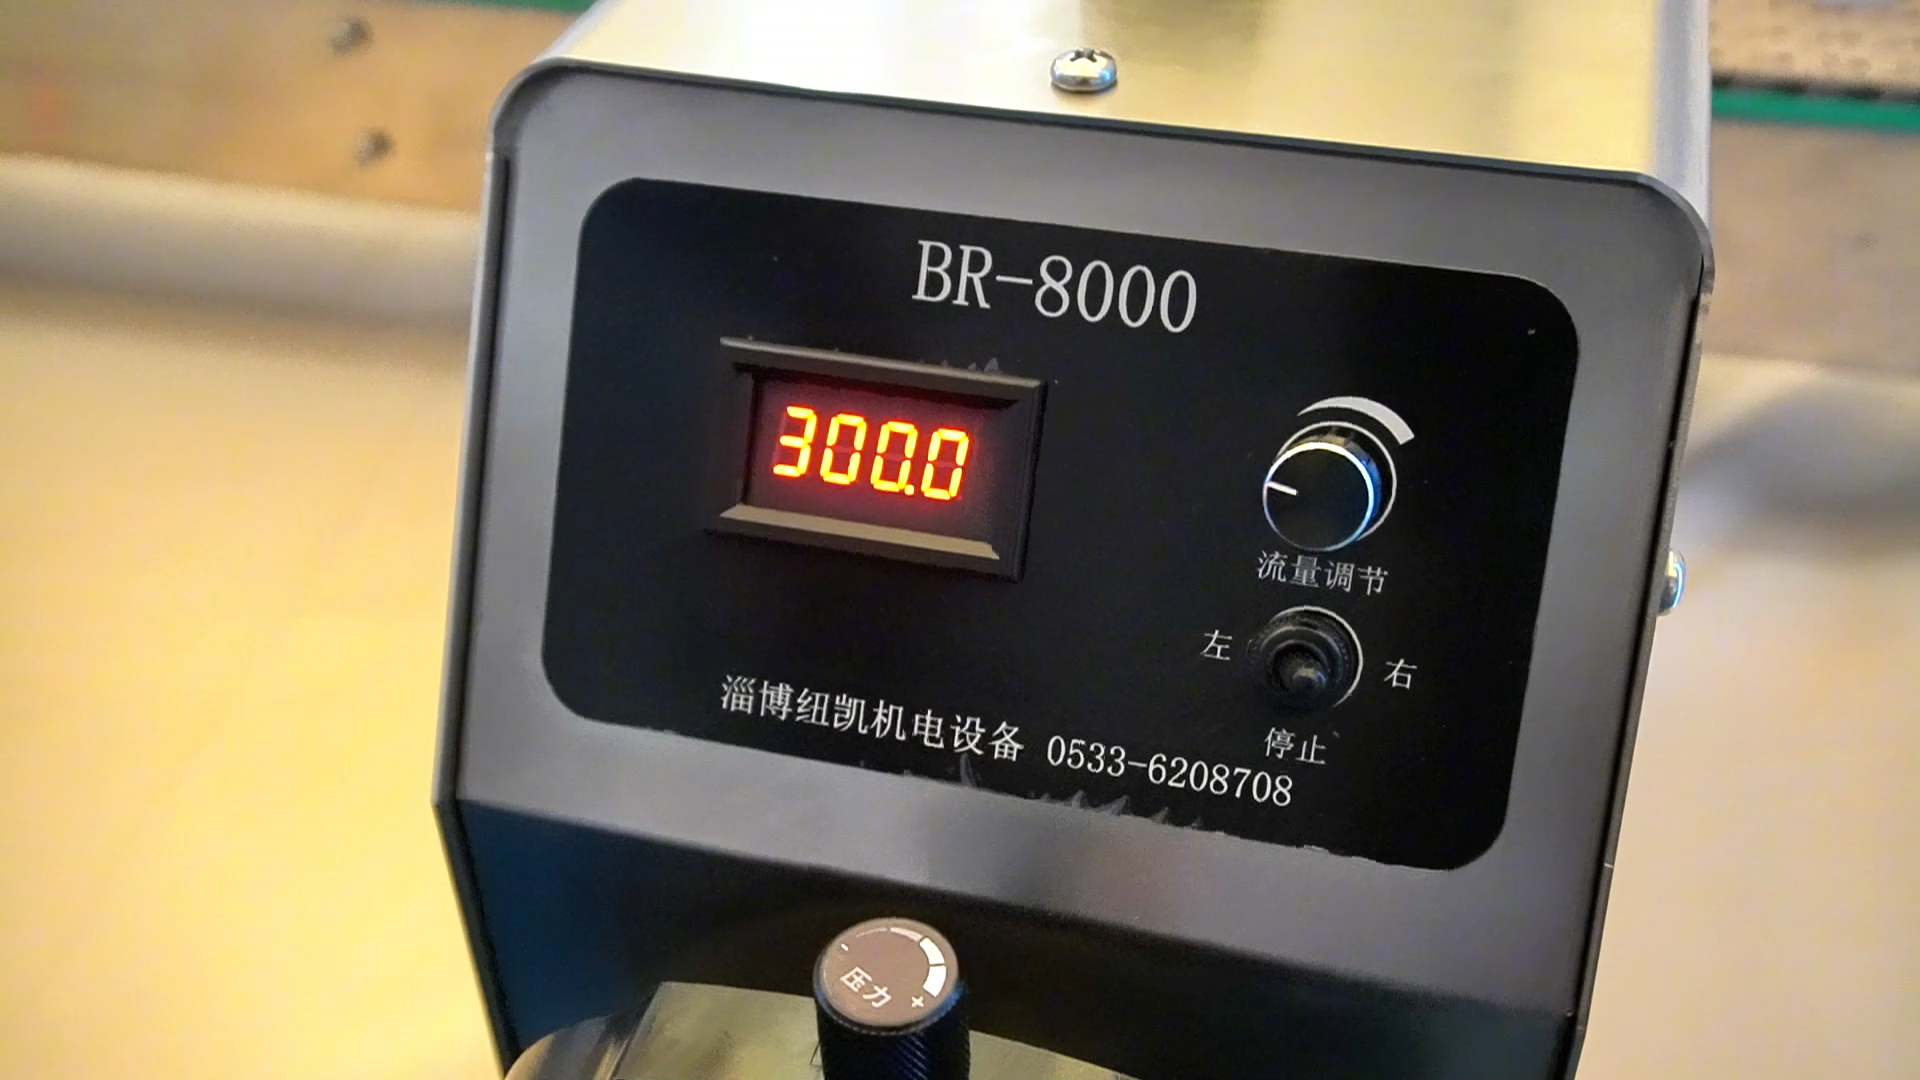 BR-8000
300.0
流量调节
左
右
停止
淄博纽凯机电设备 0533-6208708
- +
压力